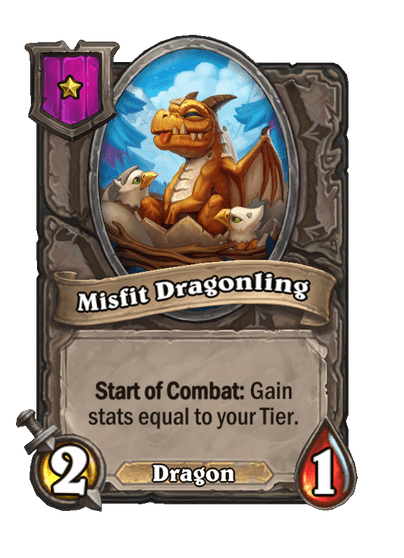 Misfit Dragonling
Start of Combat: Gain
stats equal to your Tier.
2
Dragon
1